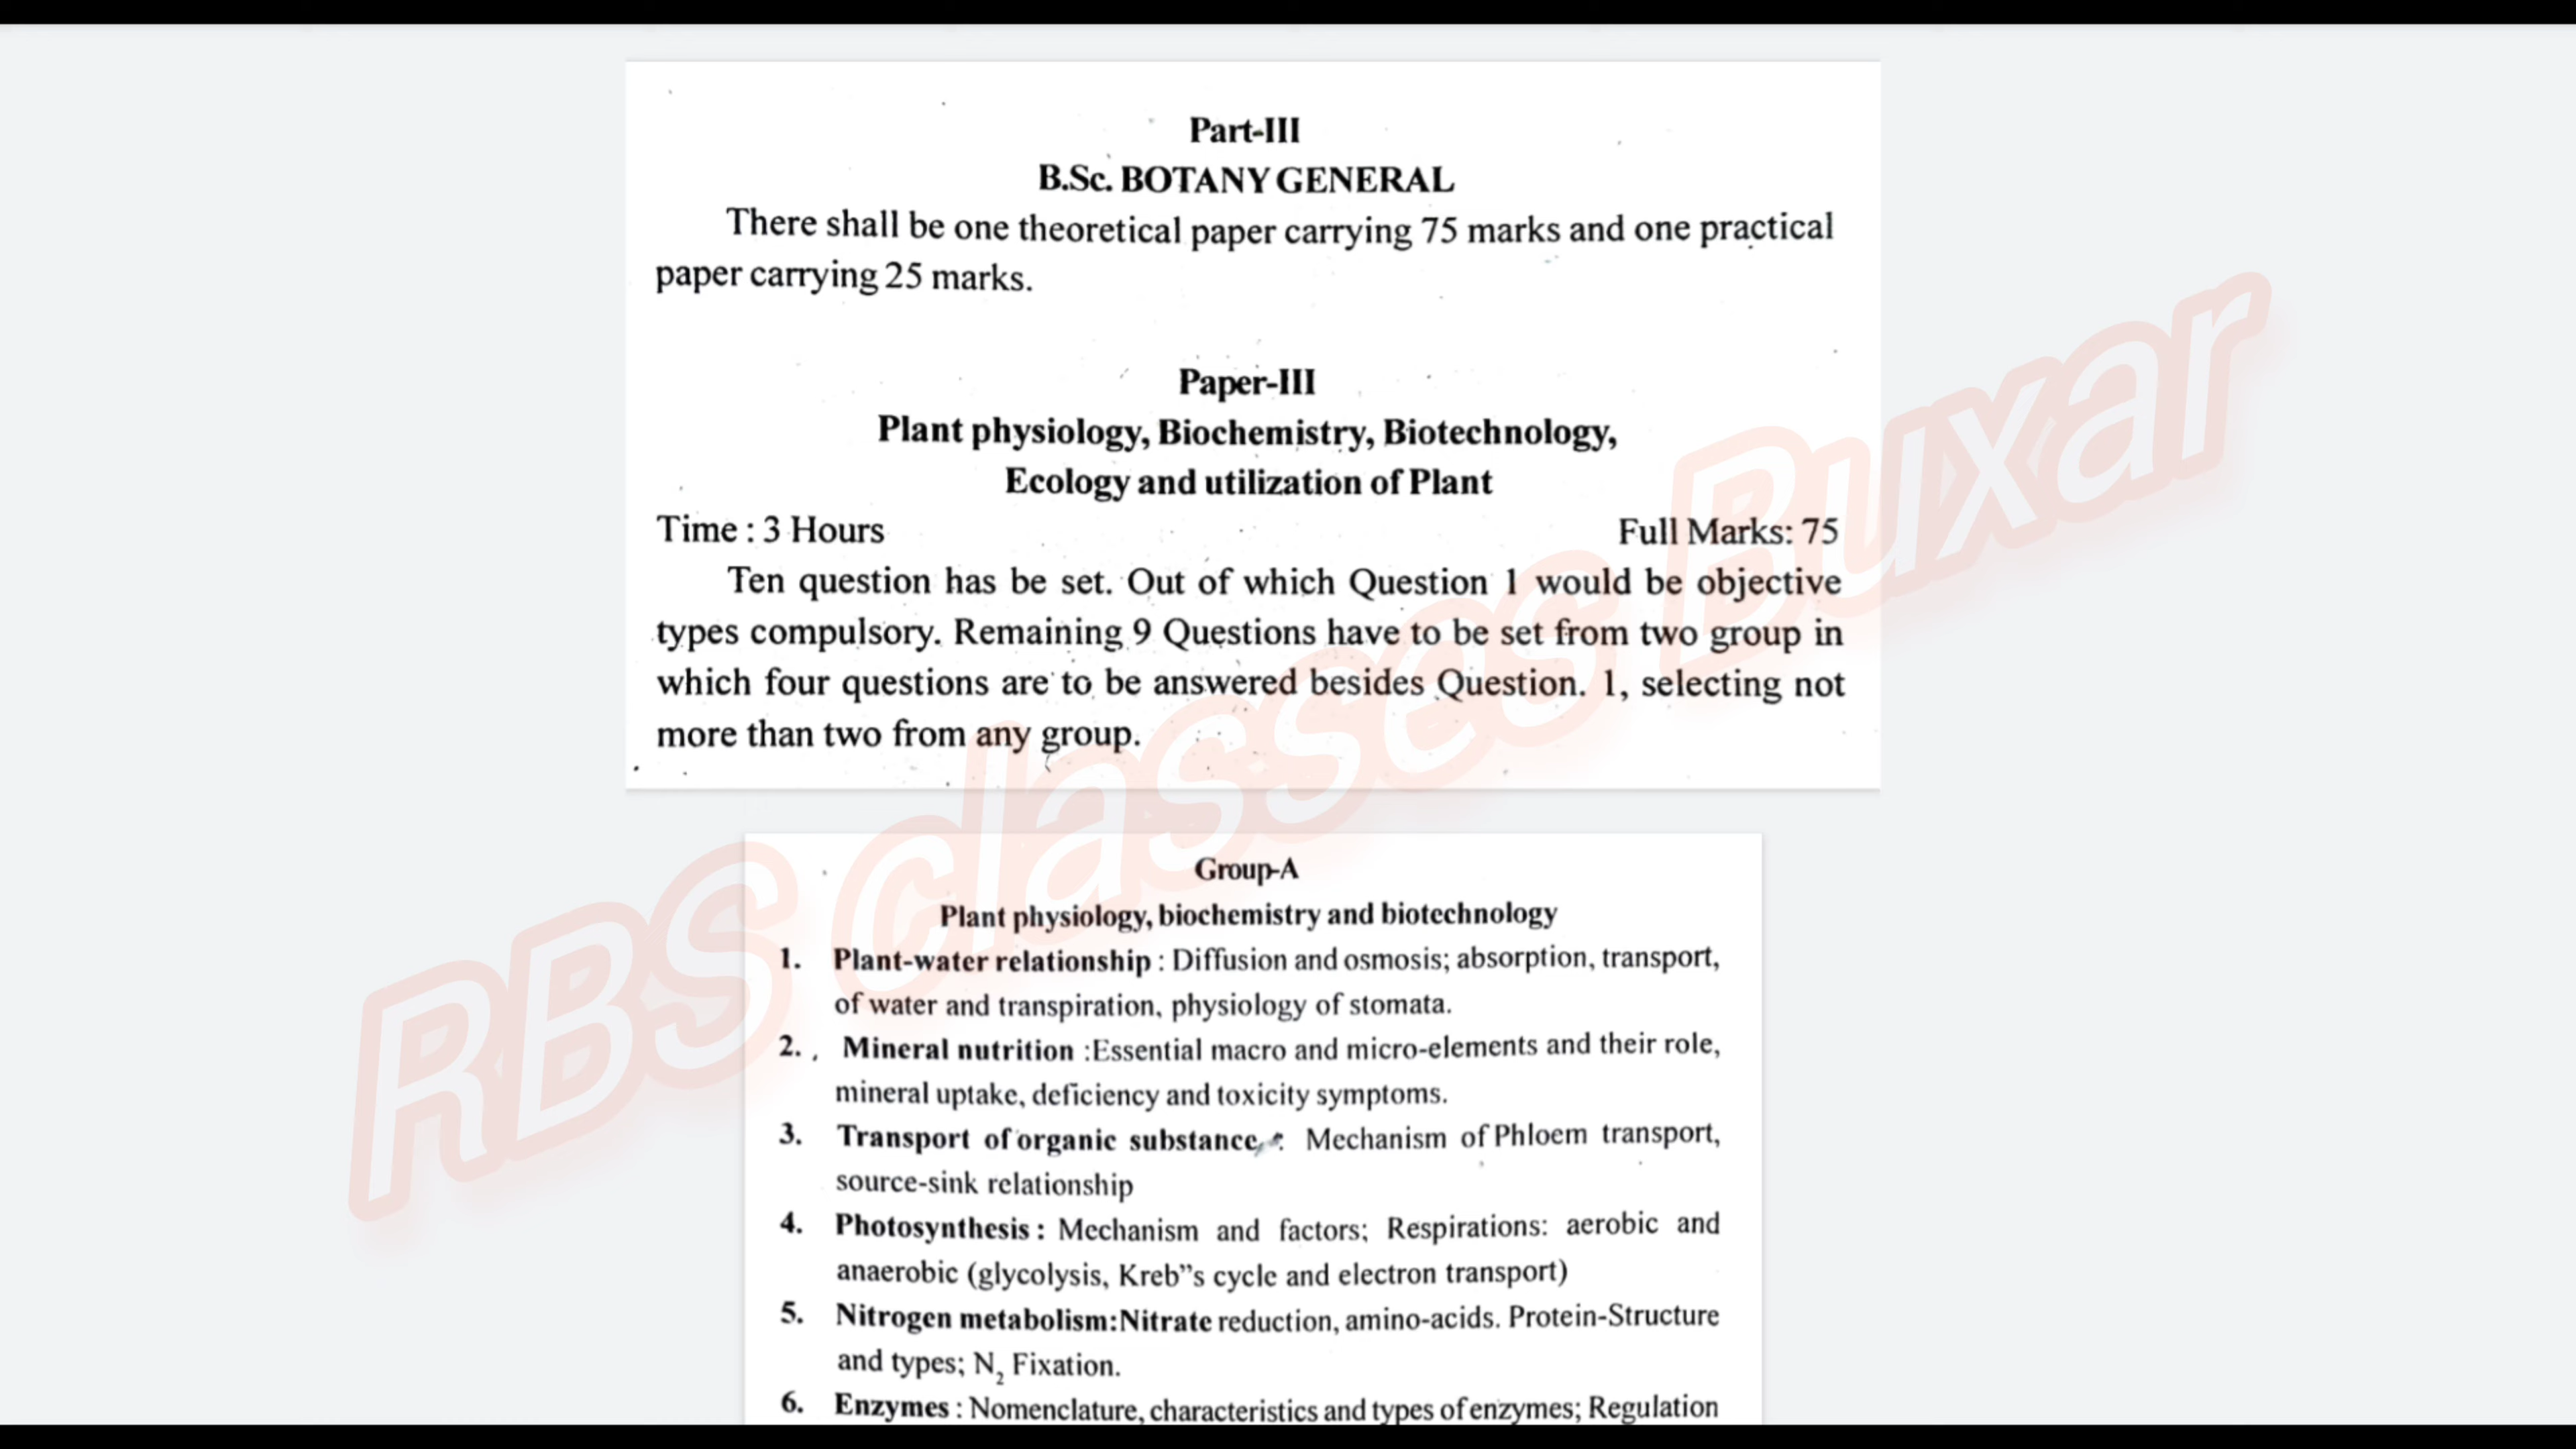 Part-III
B.Sc. BOTANY GENERAL
There shall be one theoretical paper carrying 75 marks and one practical
paper carrying 25 marks.
Paper-III
Plant physiology, Biochemistry, Biotechnology,
Ecology and utilization of Plant
Time : 3 Hours Full Marks: 75
Ten question has be set. Out of which Question 1 would be objective
types compulsory. Remaining 9 Questions have to be set from two group in
which four questions are to be answered besides Question. 1, selecting not
more than two from any group.
RBS classes Buxar
Group-A
Plant physiology, biochemistry and biotechnology
1. Plant-water relationship : Diffusion and osmosis; absorption, transport,
of water and transpiration, physiology of stomata.
2. Mineral nutrition :Essential macro and micro-elements and their role,
mineral uptake, deficiency and toxicity symptoms.
3. Transport of organic substance : Mechanism of Phloem transport,
source-sink relationship
4. Photosynthesis : Mechanism and factors; Respirations: aerobic and
anaerobic (glycolysis, Kreb”s cycle and electron transport)
5. Nitrogen metabolism:Nitrate reduction, amino-acids. Protein-Structure
and types; N₂ Fixation.
6. Enzymes : Nomenclature, characteristics and types of enzymes; Regulation